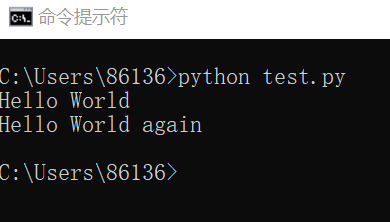 命令提示符
C:\Users\86136>python test.py
Hello World
Hello World again
C:\Users\86136>